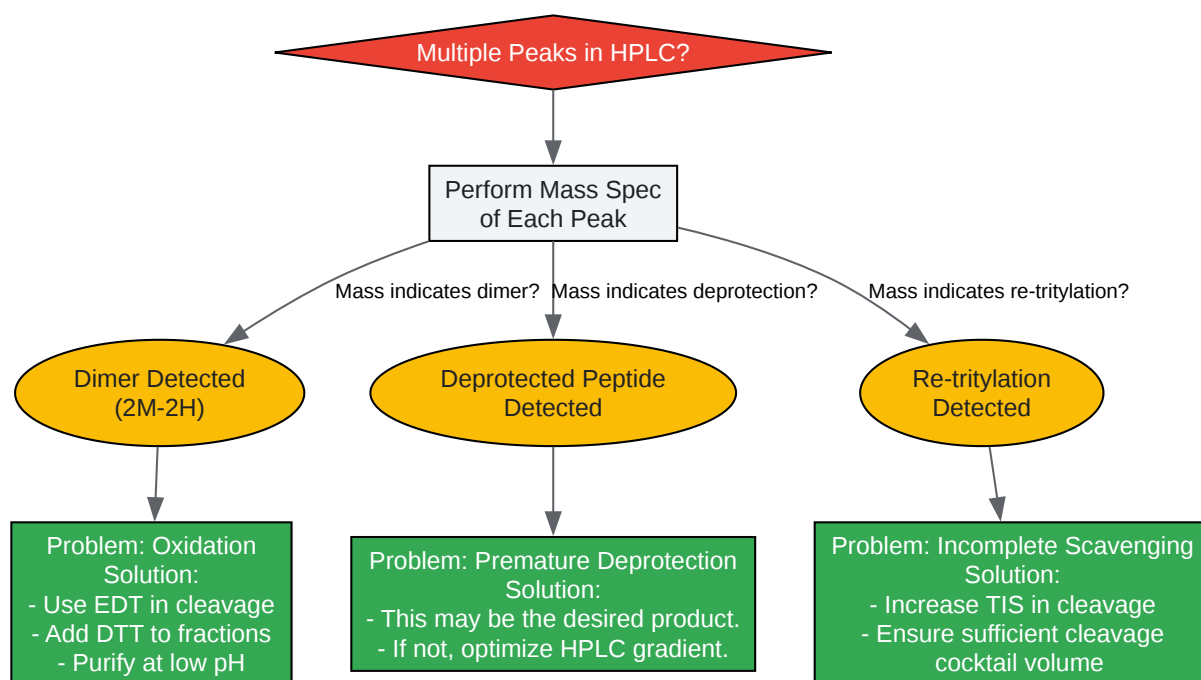 Multiple Peaks in HPLC?
Perform Mass Spec
of Each Peak
Mass indicates dimer?
Mass indicates deprotection?
Mass indicates re-tritylation?
Dimer Detected
(2M-2H)
Deprotected Peptide
Detected
Re-tritylation
Detected
Problem: Oxidation
Solution:
- Use EDT in cleavage
- Add DTT to fractions
- Purify at low pH
Problem: Premature Deprotection
Solution:
- This may be the desired product.
- If not, optimize HPLC gradient.
Problem: Incomplete Scavenging
Solution:
- Increase TIS in cleavage
- Ensure sufficient cleavage
cocktail volume